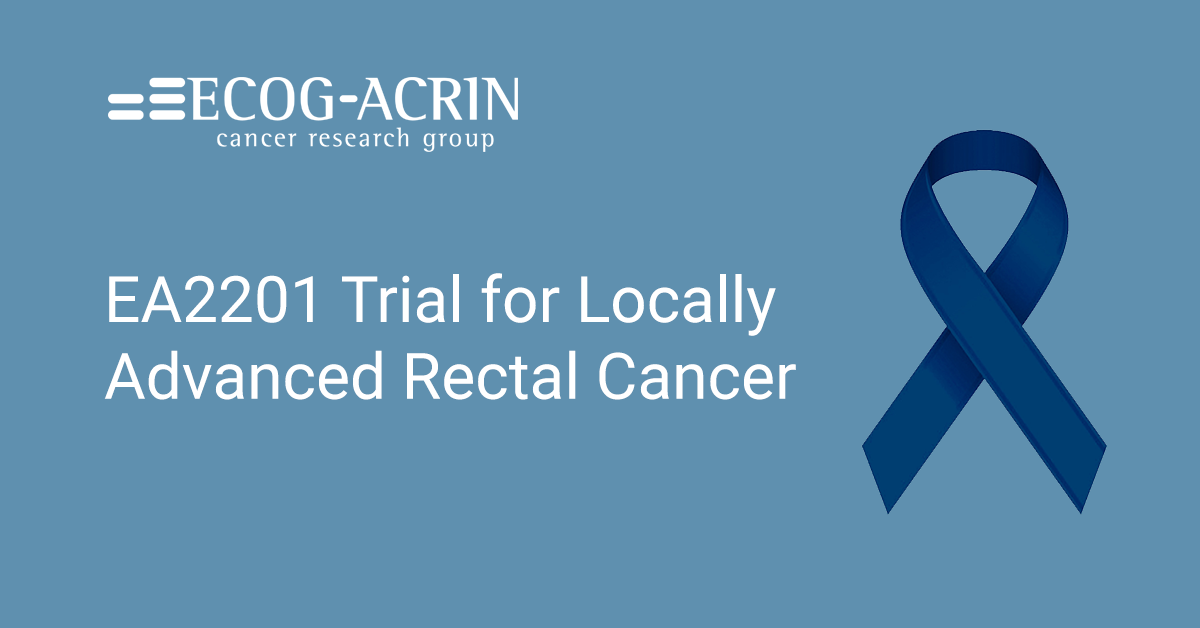 ECOG-ACRIN
cancer research group
EA2201 Trial for Locally
Advanced Rectal Cancer